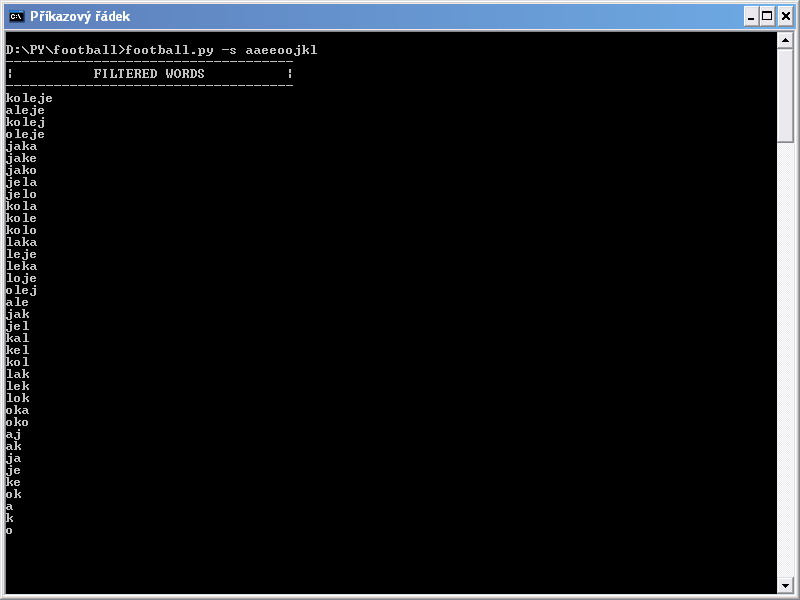 Příkazový řádek
D:\PY\football>football.py -s aaeeoojkl
------------------------------------
¦ FILTERED WORDS ¦
------------------------------------
koleje
aleje
kolej
oleje
jaka
jake
jako
jela
jelo
kola
kole
kolo
laka
leje
leka
loje
olej
ale
jak
jel
kal
kel
kol
lak
lek
lok
oka
oko
aj
ak
ja
je
ke
ok
a
k
o